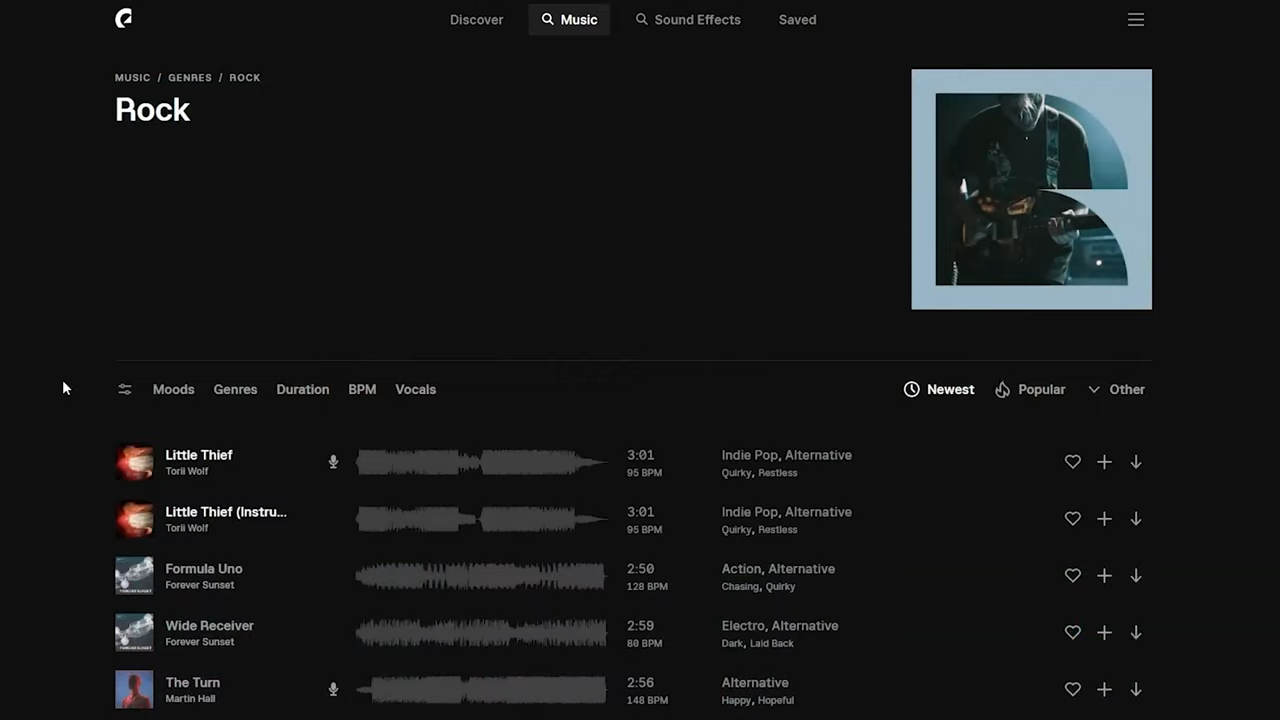 Discover Music Sound Effects Saved
MUSIC / GENRES / ROCK
Rock
Moods Genres Duration BPM Vocals Newest Popular Other
Little Thief 3:01 Indie Pop, Alternative
Torii Wolf 95 BPM Quirky, Restless
Little Thief (Instru... 3:01 Indie Pop, Alternative
Torii Wolf 95 BPM Quirky, Restless
Formula Uno 2:50 Action, Alternative
Forever Sunset 128 BPM Chasing, Quirky
Wide Receiver 2:59 Electro, Alternative
Forever Sunset 80 BPM Dark, Laid Back
The Turn 2:56 Alternative
Martin Hall 148 BPM Happy, Hopeful